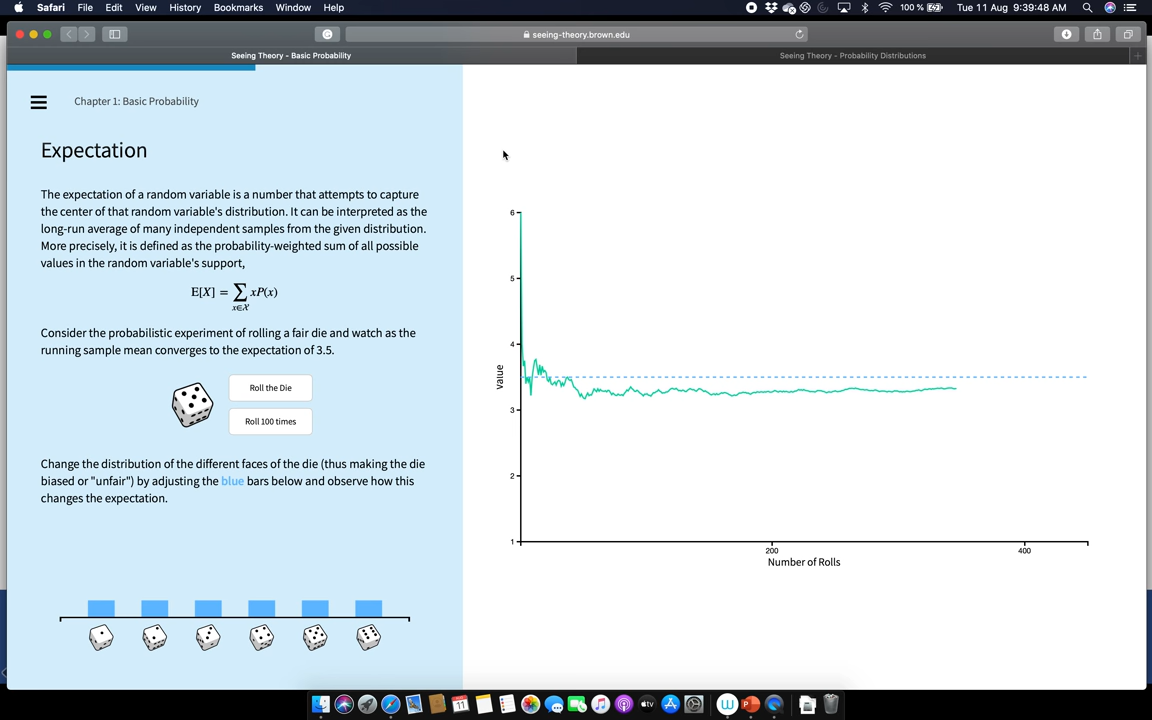 Safari File Edit View History Bookmarks Window Help 100 % Tue 11 Aug 9:39:48 AM
seeing-theory.brown.edu
Seeing Theory - Basic Probability
Seeing Theory - Probability Distributions
Chapter 1: Basic Probability
Expectation
The expectation of a random variable is a number that attempts to capture
the center of that random variable's distribution. It can be interpreted as the
long-run average of many independent samples from the given distribution.
More precisely, it is defined as the probability-weighted sum of all possible
values in the random variable's support,
E[X] = ∑ xP(x)
x∈𝒳
Consider the probabilistic experiment of rolling a fair die and watch as the
running sample mean converges to the expectation of 3.5.
Roll the Die
Roll 100 times
Change the distribution of the different faces of the die (thus making the die
biased or "unfair") by adjusting the blue bars below and observe how this
changes the expectation.
6
5
4
value
3
2
1
200
400
Number of Rolls
11
tv
W
P